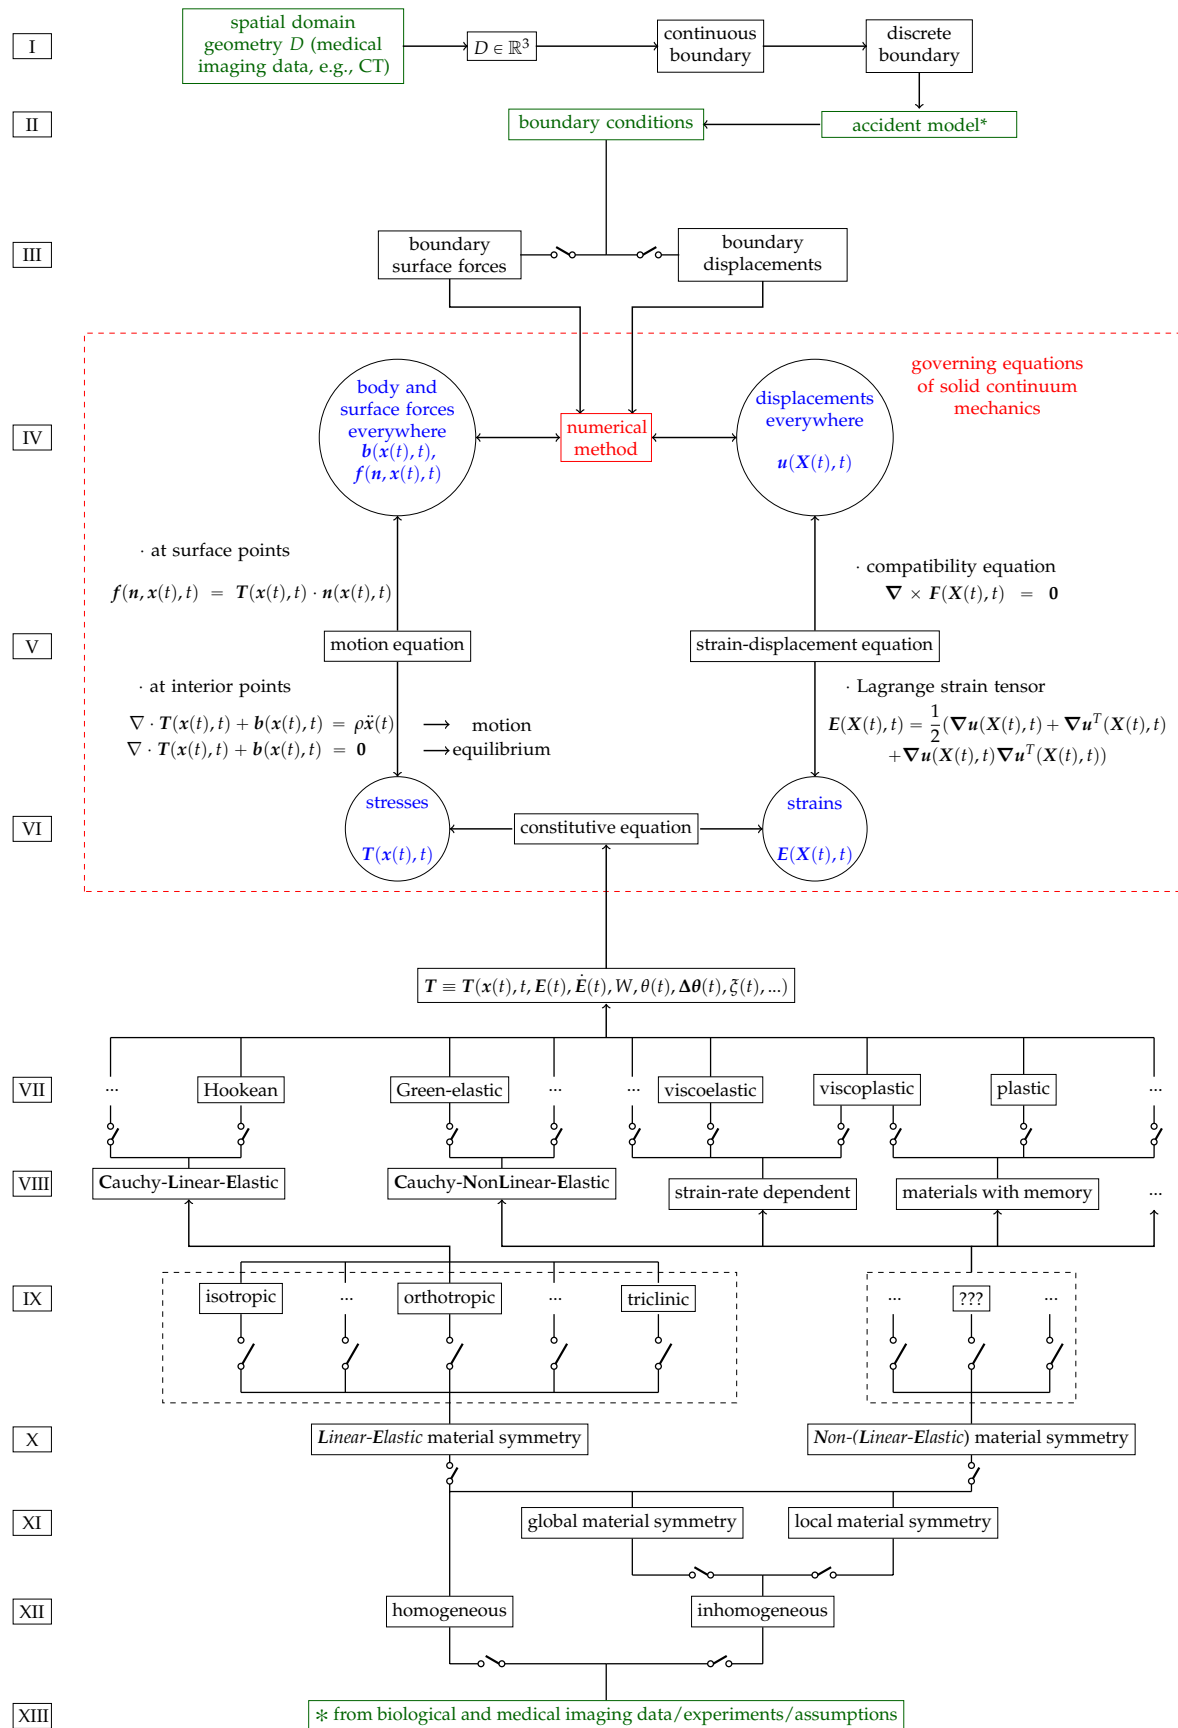 I
spatial domain
geometry D (medical
imaging data, e.g., CT)
D ∈ ℝ³
continuous
boundary
discrete
boundary
II
boundary conditions
accident model*
III
boundary
surface forces
boundary
displacements
governing equations
of solid continuum
mechanics
IV
body and
surface forces
everywhere
b(x(t), t),
f(n, x(t), t)
numerical
method
displacements
everywhere
u(X(t), t)
· at surface points
f(n, x(t), t) = T(x(t), t) · n(x(t), t)
· compatibility equation
∇ × F(X(t), t) = 0
V
motion equation
strain-displacement equation
· at interior points
∇ · T(x(t), t) + b(x(t), t) = ρẍ(t) → motion
∇ · T(x(t), t) + b(x(t), t) = 0 → equilibrium
· Lagrange strain tensor
E(X(t), t) = 1/2(∇u(X(t), t) + ∇uᵀ(X(t), t)
+∇u(X(t), t)∇uᵀ(X(t), t))
VI
stresses
T(x(t), t)
constitutive equation
strains
E(X(t), t)
T ≡ T(x(t), t, E(t), Ė(t), W, θ(t), Δθ(t), ξ(t), ...)
VII
...
Hookean
Green-elastic
...
...
viscoelastic
viscoplastic
plastic
...
VIII
Cauchy-Linear-Elastic
Cauchy-NonLinear-Elastic
strain-rate dependent
materials with memory
...
IX
isotropic
...
orthotropic
...
triclinic
...
???
...
X
Linear-Elastic material symmetry
Non-(Linear-Elastic) material symmetry
XI
global material symmetry
local material symmetry
XII
homogeneous
inhomogeneous
XIII
* from biological and medical imaging data/experiments/assumptions